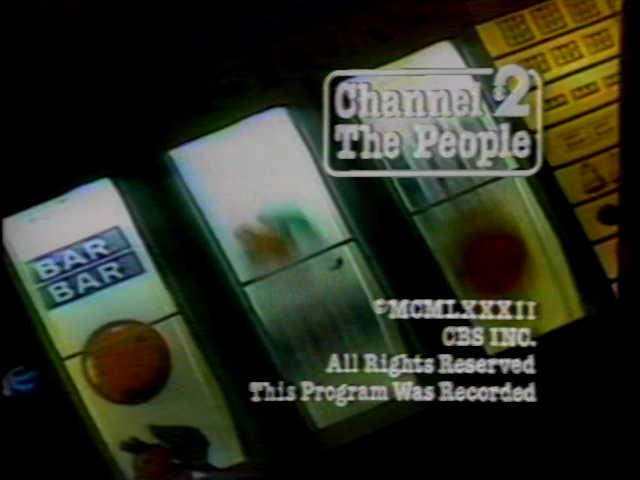 Channel 2
The People
BAR
BAR
©MCMLXXXII
CBS INC.
All Rights Reserved
This Program Was Recorded